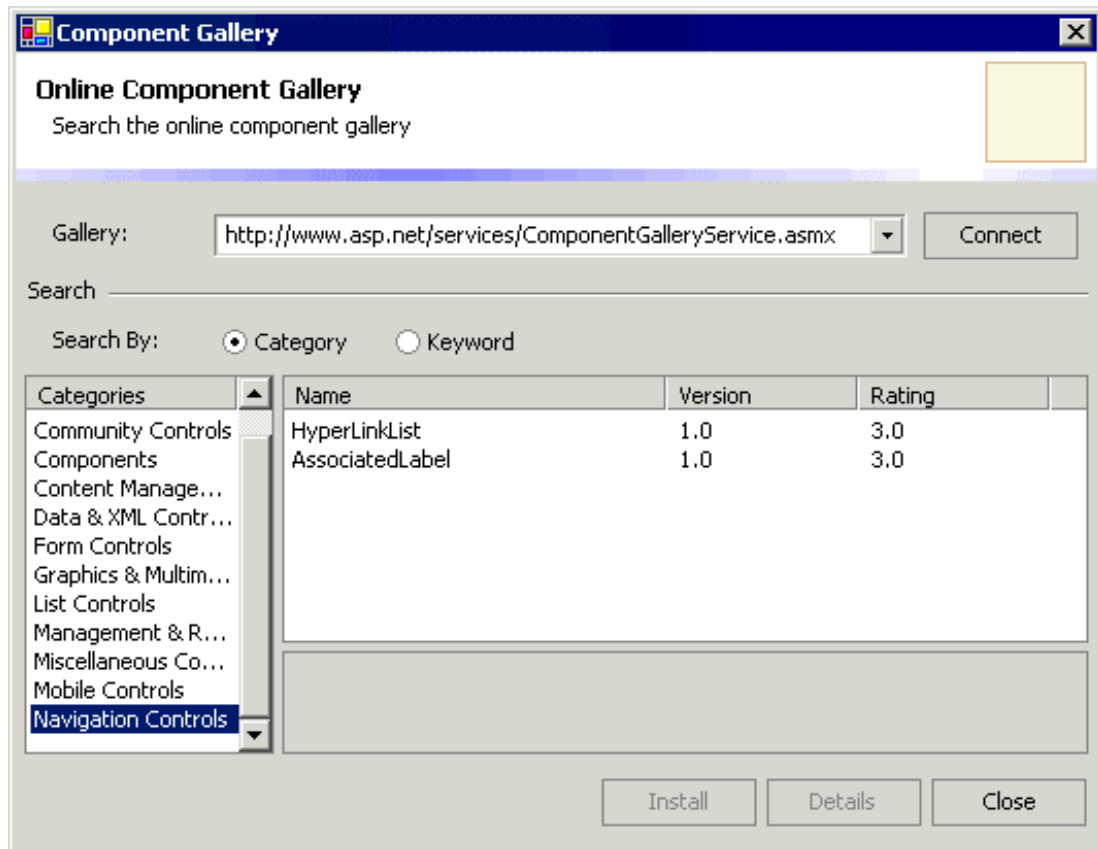 Component Gallery
Online Component Gallery
Search the online component gallery
Gallery: http://www.asp.net/services/ComponentGalleryService.asmx Connect
Search
Search By: Category Keyword
Categories Name Version Rating
Community Controls HyperLinkList 1.0 3.0
Components AssociatedLabel 1.0 3.0
Content Manage...
Data & XML Contr...
Form Controls
Graphics & Multim...
List Controls
Management & R...
Miscellaneous Co...
Mobile Controls
Navigation Controls
Install Details Close